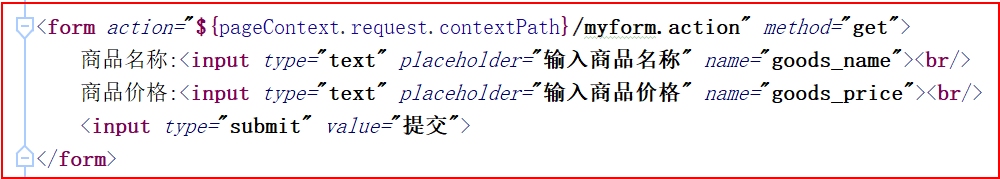 <form action="${pageContext.request.contextPath}/myform.action" method="get">
商品名称:<input type="text" placeholder="输入商品名称" name="goods_name"><br/>
商品价格:<input type="text" placeholder="输入商品价格" name="goods_price"><br/>
<input type="submit" value="提交">
</form>